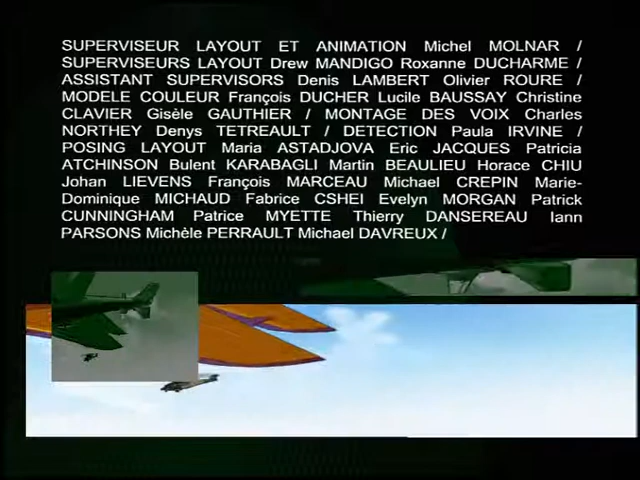 SUPERVISEUR LAYOUT ET ANIMATION Michel MOLNAR /
SUPERVISEURS LAYOUT Drew MANDIGO Roxanne DUCHARME /
ASSISTANT SUPERVISORS Denis LAMBERT Olivier ROURE /
MODELE COULEUR François DUCHER Lucile BAUSSAY Christine
CLAVIER Gisèle GAUTHIER / MONTAGE DES VOIX Charles
NORTHEY Denys TETREAULT / DETECTION Paula IRVINE /
POSING LAYOUT Maria ASTADJOVA Eric JACQUES Patricia
ATCHINSON Bulent KARABAGLI Martin BEAULIEU Horace CHIU
Johan LIEVENS François MARCEAU Michael CREPIN Marie-
Dominique MICHAUD Fabrice CSHEI Evelyn MORGAN Patrick
CUNNINGHAM Patrice MYETTE Thierry DANSEREAU Iann
PARSONS Michèle PERRAULT Michael DAVREUX /